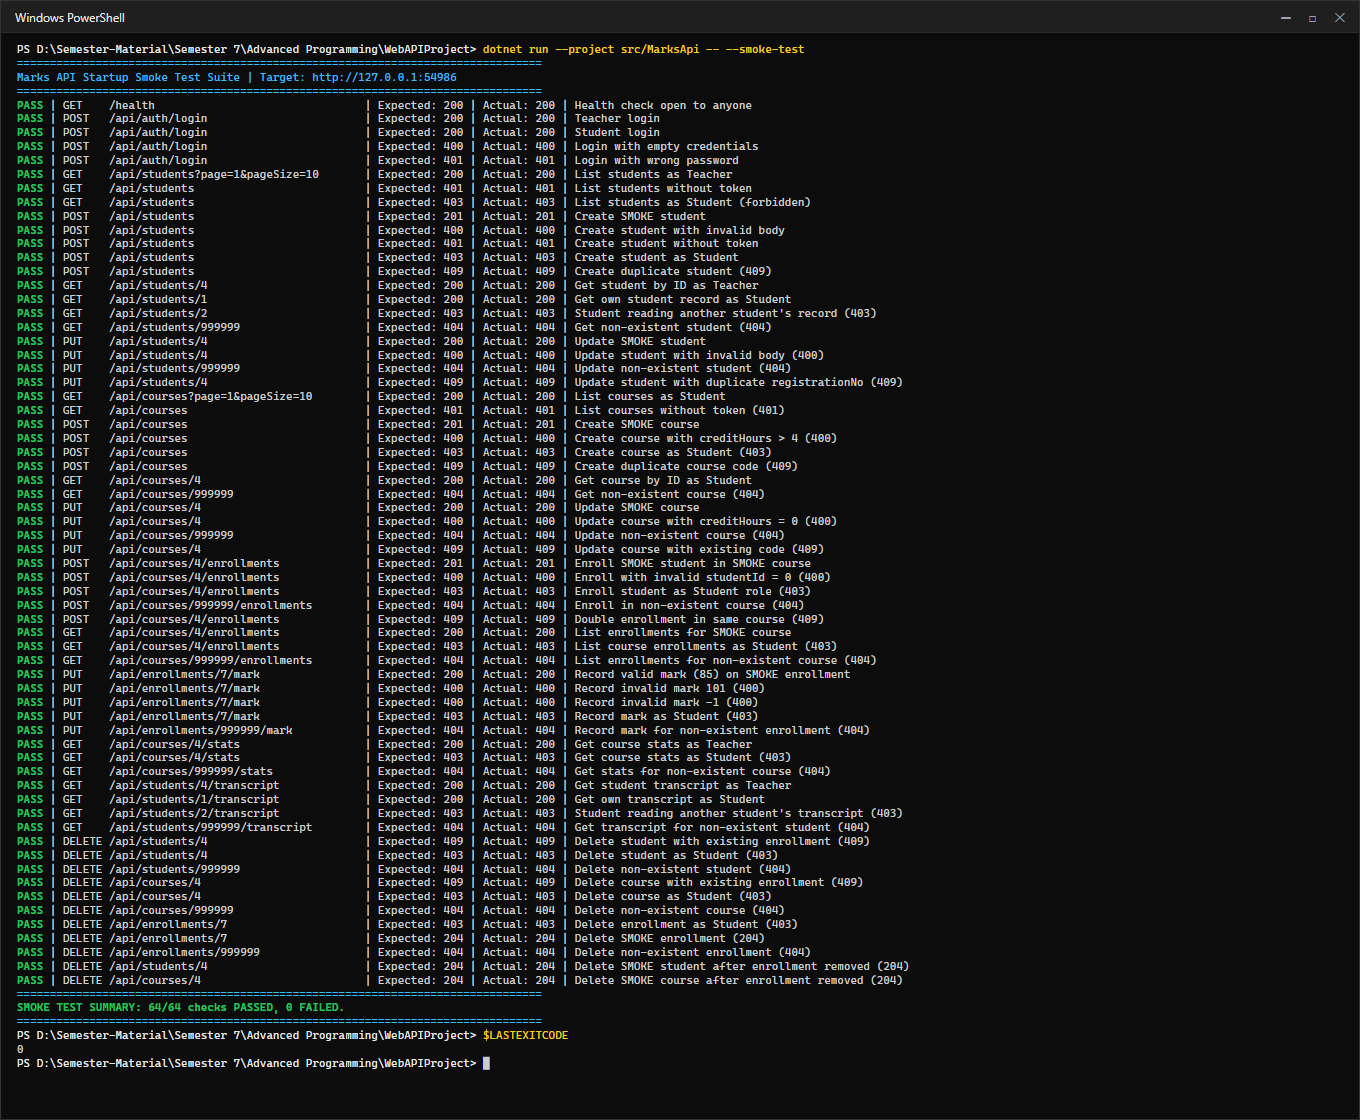 Windows PowerShell
PS D:\Semester-Material\Semester 7\Advanced Programming\WebAPIProject> dotnet run --project src/MarksApi -- --smoke-test
================================================================================
Marks API Startup Smoke Test Suite | Target: http://127.0.0.1:54986
================================================================================
PASS | GET    /health                                | Expected: 200 | Actual: 200 | Health check open to anyone
PASS | POST   /api/auth/login                        | Expected: 200 | Actual: 200 | Teacher login
PASS | POST   /api/auth/login                        | Expected: 200 | Actual: 200 | Student login
PASS | POST   /api/auth/login                        | Expected: 400 | Actual: 400 | Login with empty credentials
PASS | POST   /api/auth/login                        | Expected: 401 | Actual: 401 | Login with wrong password
PASS | GET    /api/students?page=1&pageSize=10       | Expected: 200 | Actual: 200 | List students as Teacher
PASS | GET    /api/students                          | Expected: 401 | Actual: 401 | List students without token
PASS | GET    /api/students                          | Expected: 403 | Actual: 403 | List students as Student (forbidden)
PASS | POST   /api/students                          | Expected: 201 | Actual: 201 | Create SMOKE student
PASS | POST   /api/students                          | Expected: 400 | Actual: 400 | Create student with invalid body
PASS | POST   /api/students                          | Expected: 401 | Actual: 401 | Create student without token
PASS | POST   /api/students                          | Expected: 403 | Actual: 403 | Create student as Student
PASS | POST   /api/students                          | Expected: 409 | Actual: 409 | Create duplicate student (409)
PASS | GET    /api/students/4                        | Expected: 200 | Actual: 200 | Get student by ID as Teacher
PASS | GET    /api/students/1                        | Expected: 200 | Actual: 200 | Get own student record as Student
PASS | GET    /api/students/2                        | Expected: 403 | Actual: 403 | Student reading another student's record (403)
PASS | GET    /api/students/999999                   | Expected: 404 | Actual: 404 | Get non-existent student (404)
PASS | PUT    /api/students/4                        | Expected: 200 | Actual: 200 | Update SMOKE student
PASS | PUT    /api/students/4                        | Expected: 400 | Actual: 400 | Update student with invalid body (400)
PASS | PUT    /api/students/999999                   | Expected: 404 | Actual: 404 | Update non-existent student (404)
PASS | PUT    /api/students/4                        | Expected: 409 | Actual: 409 | Update student with duplicate registrationNo (409)
PASS | GET    /api/courses?page=1&pageSize=10        | Expected: 200 | Actual: 200 | List courses as Student
PASS | GET    /api/courses                           | Expected: 401 | Actual: 401 | List courses without token (401)
PASS | POST   /api/courses                           | Expected: 201 | Actual: 201 | Create SMOKE course
PASS | POST   /api/courses                           | Expected: 400 | Actual: 400 | Create course with creditHours > 4 (400)
PASS | POST   /api/courses                           | Expected: 403 | Actual: 403 | Create course as Student (403)
PASS | POST   /api/courses                           | Expected: 409 | Actual: 409 | Create duplicate course code (409)
PASS | GET    /api/courses/4                         | Expected: 200 | Actual: 200 | Get course by ID as Student
PASS | GET    /api/courses/999999                    | Expected: 404 | Actual: 404 | Get non-existent course (404)
PASS | PUT    /api/courses/4                         | Expected: 200 | Actual: 200 | Update SMOKE course
PASS | PUT    /api/courses/4                         | Expected: 400 | Actual: 400 | Update course with creditHours = 0 (400)
PASS | PUT    /api/courses/999999                    | Expected: 404 | Actual: 404 | Update non-existent course (404)
PASS | PUT    /api/courses/4                         | Expected: 409 | Actual: 409 | Update course with existing code (409)
PASS | POST   /api/courses/4/enrollments             | Expected: 201 | Actual: 201 | Enroll SMOKE student in SMOKE course
PASS | POST   /api/courses/4/enrollments             | Expected: 400 | Actual: 400 | Enroll with invalid studentId = 0 (400)
PASS | POST   /api/courses/4/enrollments             | Expected: 403 | Actual: 403 | Enroll student as Student role (403)
PASS | POST   /api/courses/999999/enrollments        | Expected: 404 | Actual: 404 | Enroll in non-existent course (404)
PASS | POST   /api/courses/4/enrollments             | Expected: 409 | Actual: 409 | Double enrollment in same course (409)
PASS | GET    /api/courses/4/enrollments             | Expected: 200 | Actual: 200 | List enrollments for SMOKE course
PASS | GET    /api/courses/4/enrollments             | Expected: 403 | Actual: 403 | List course enrollments as Student (403)
PASS | GET    /api/courses/999999/enrollments        | Expected: 404 | Actual: 404 | List enrollments for non-existent course (404)
PASS | PUT    /api/enrollments/7/mark                | Expected: 200 | Actual: 200 | Record valid mark (85) on SMOKE enrollment
PASS | PUT    /api/enrollments/7/mark                | Expected: 400 | Actual: 400 | Record invalid mark 101 (400)
PASS | PUT    /api/enrollments/7/mark                | Expected: 400 | Actual: 400 | Record invalid mark -1 (400)
PASS | PUT    /api/enrollments/7/mark                | Expected: 403 | Actual: 403 | Record mark as Student (403)
PASS | PUT    /api/enrollments/999999/mark           | Expected: 404 | Actual: 404 | Record mark for non-existent enrollment (404)
PASS | GET    /api/courses/4/stats                   | Expected: 200 | Actual: 200 | Get course stats as Teacher
PASS | GET    /api/courses/4/stats                   | Expected: 403 | Actual: 403 | Get course stats as Student (403)
PASS | GET    /api/courses/999999/stats              | Expected: 404 | Actual: 404 | Get stats for non-existent course (404)
PASS | GET    /api/students/4/transcript             | Expected: 200 | Actual: 200 | Get student transcript as Teacher
PASS | GET    /api/students/1/transcript             | Expected: 200 | Actual: 200 | Get own transcript as Student
PASS | GET    /api/students/2/transcript             | Expected: 403 | Actual: 403 | Student reading another student's transcript (403)
PASS | GET    /api/students/999999/transcript        | Expected: 404 | Actual: 404 | Get transcript for non-existent student (404)
PASS | DELETE /api/students/4                        | Expected: 409 | Actual: 409 | Delete student with existing enrollment (409)
PASS | DELETE /api/students/4                        | Expected: 403 | Actual: 403 | Delete student as Student (403)
PASS | DELETE /api/students/999999                   | Expected: 404 | Actual: 404 | Delete non-existent student (404)
PASS | DELETE /api/courses/4                         | Expected: 409 | Actual: 409 | Delete course with existing enrollment (409)
PASS | DELETE /api/courses/4                         | Expected: 403 | Actual: 403 | Delete course as Student (403)
PASS | DELETE /api/courses/999999                    | Expected: 404 | Actual: 404 | Delete non-existent course (404)
PASS | DELETE /api/enrollments/7                     | Expected: 403 | Actual: 403 | Delete enrollment as Student (403)
PASS | DELETE /api/enrollments/7                     | Expected: 204 | Actual: 204 | Delete SMOKE enrollment (204)
PASS | DELETE /api/enrollments/999999                | Expected: 404 | Actual: 404 | Delete non-existent enrollment (404)
PASS | DELETE /api/students/4                        | Expected: 204 | Actual: 204 | Delete SMOKE student after enrollment removed (204)
PASS | DELETE /api/courses/4                         | Expected: 204 | Actual: 204 | Delete SMOKE course after enrollment removed (204)
================================================================================
SMOKE TEST SUMMARY: 64/64 checks PASSED, 0 FAILED.
================================================================================
PS D:\Semester-Material\Semester 7\Advanced Programming\WebAPIProject> $LASTEXITCODE
0
PS D:\Semester-Material\Semester 7\Advanced Programming\WebAPIProject>